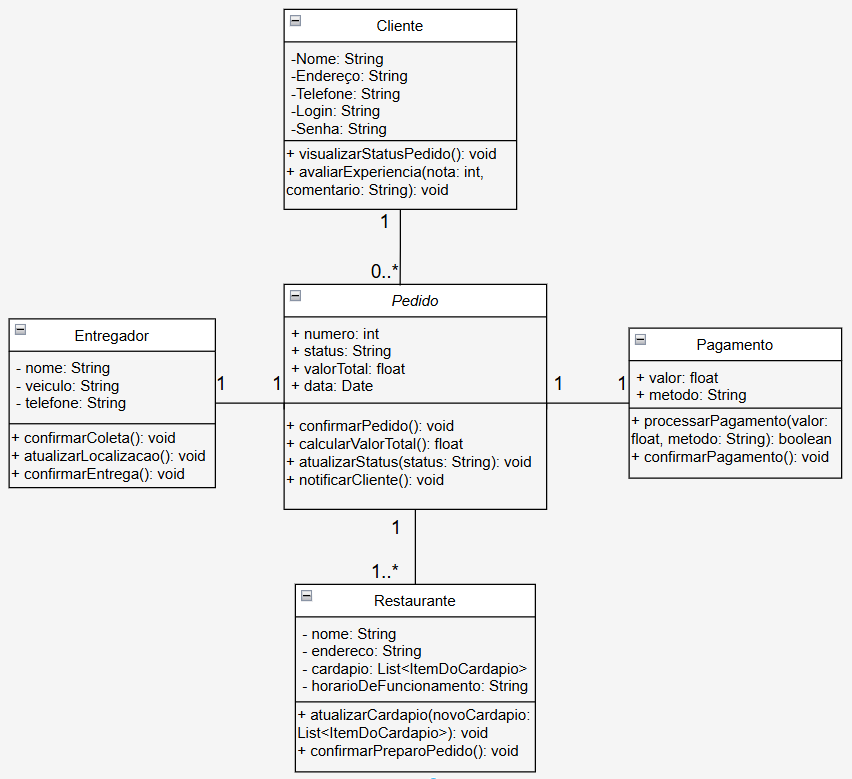 Cliente
-Nome: String
-Endereço: String
-Telefone: String
-Login: String
-Senha: String
+ visualizarStatusPedido(): void
+ avaliarExperiencia(nota: int,
comentario: String): void
1
0..*
Pedido
+ numero: int
+ status: String
+ valorTotal: float
+ data: Date
+ confirmarPedido(): void
+ calcularValorTotal(): float
+ atualizarStatus(status: String): void
+ notificarCliente(): void
Entregador
- nome: String
- veiculo: String
- telefone: String
+ confirmarColeta(): void
+ atualizarLocalizacao(): void
+ confirmarEntrega(): void
1
1
1
1
Pagamento
+ valor: float
+ metodo: String
+ processarPagamento(valor:
float, metodo: String): boolean
+ confirmarPagamento(): void
1
1..*
Restaurante
- nome: String
- endereco: String
- cardapio: List<ItemDoCardapio>
- horarioDeFuncionamento: String
+ atualizarCardapio(novoCardapio:
List<ItemDoCardapio>): void
+ confirmarPreparoPedido(): void